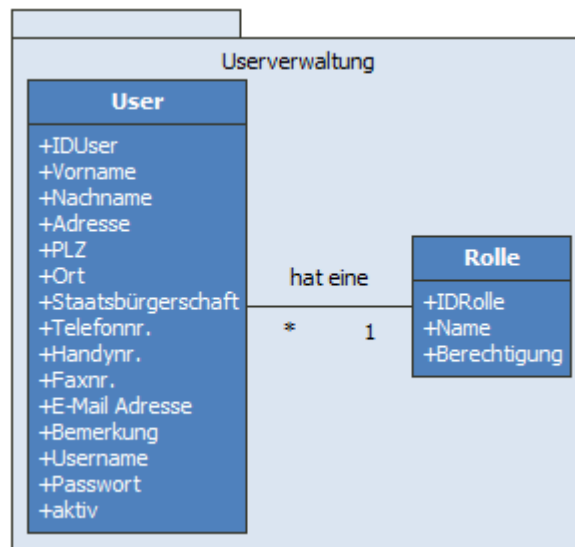 Userverwaltung
User
+IDUser
+Vorname
+Nachname
+Adresse
+PLZ
+Ort
+Staatsbürgerschaft
+Telefonnr.
+Handynr.
+Faxnr.
+E-Mail Adresse
+Bemerkung
+Username
+Passwort
+aktiv
hat eine
* 1
Rolle
+IDRolle
+Name
+Berechtigung